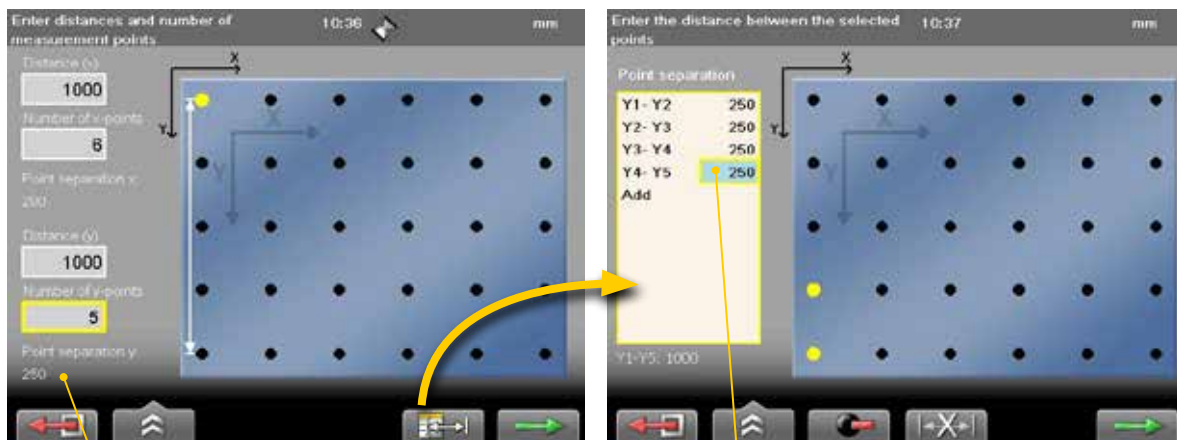 Enter distances and number of
measurement points
10:36
mm
Distance (x)
1000
Number of x-points
6
Point separation x:
200
Distance (y)
1000
Number of y-points
5
Point separation y:
250
X
Y
X
Y
Enter the distance between the selected
points
10:37
mm
Point separation
Y1- Y2 250
Y2- Y3 250
Y3- Y4 250
Y4- Y5 250
Add
Y1-Y5: 1000
X
Y
X
Y
X